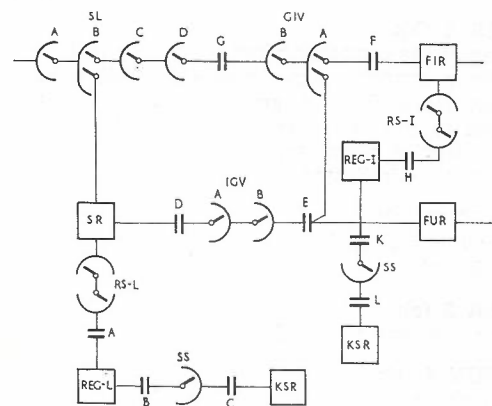 SL
GIV
A
B
C
D
G
B
A
F
FIR
RS-I
REG-I
H
IGV
D
A
B
E
SR
K
FUR
SS
RS-L
L
A
KSR
SS
REG-L
B
C
KSR